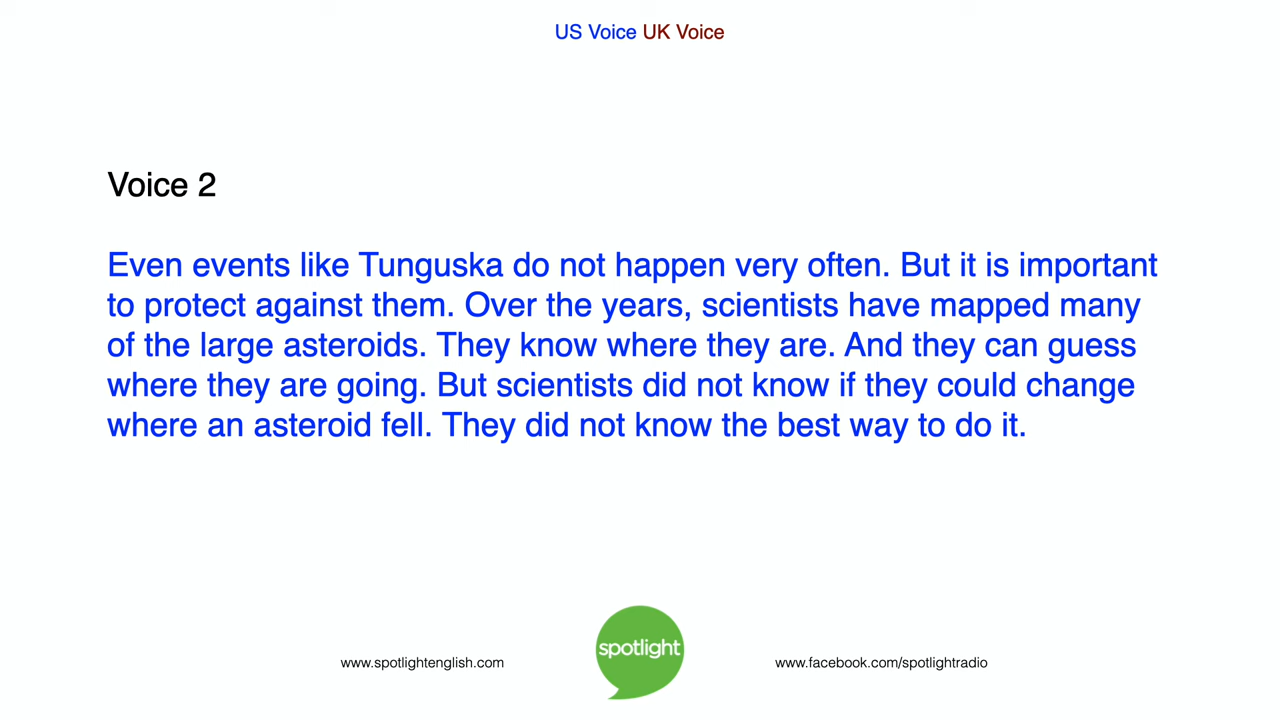 US Voice UK Voice
Voice 2
Even events like Tunguska do not happen very often. But it is important
to protect against them. Over the years, scientists have mapped many
of the large asteroids. They know where they are. And they can guess
where they are going. But scientists did not know if they could change
where an asteroid fell. They did not know the best way to do it.
spotlight
www.spotlightenglish.com
www.facebook.com/spotlightradio